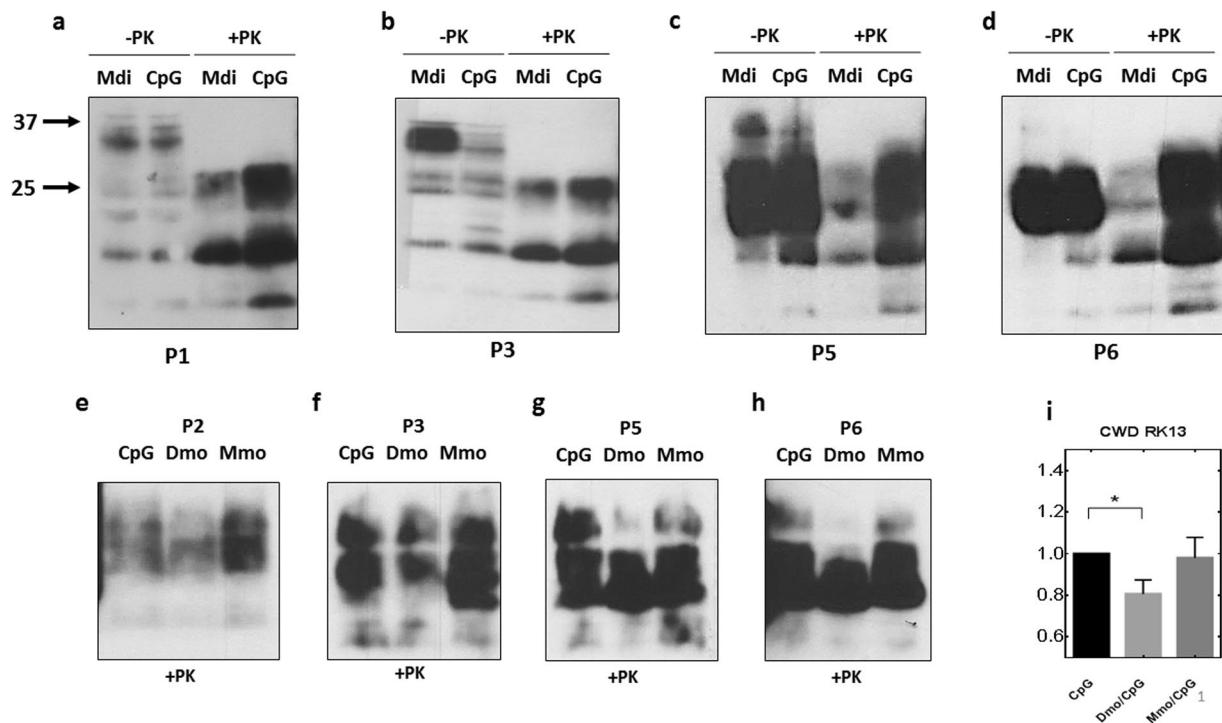 a b c d
-PK +PK -PK +PK -PK +PK -PK +PK
Mdi CpG Mdi CpG Mdi CpG Mdi CpG Mdi CpG Mdi CpG Mdi CpG Mdi CpG
37
25
P1 P3 P5 P6
e f g h i
P2 P3 P5 P6
CpG Dmo Mmo CpG Dmo Mmo CpG Dmo Mmo CpG Dmo Mmo
+PK +PK +PK +PK
CWD RK13
*
1.4
1.2
1.0
0.8
0.6
CpG Dmo/CpG Mmo/CpG 1